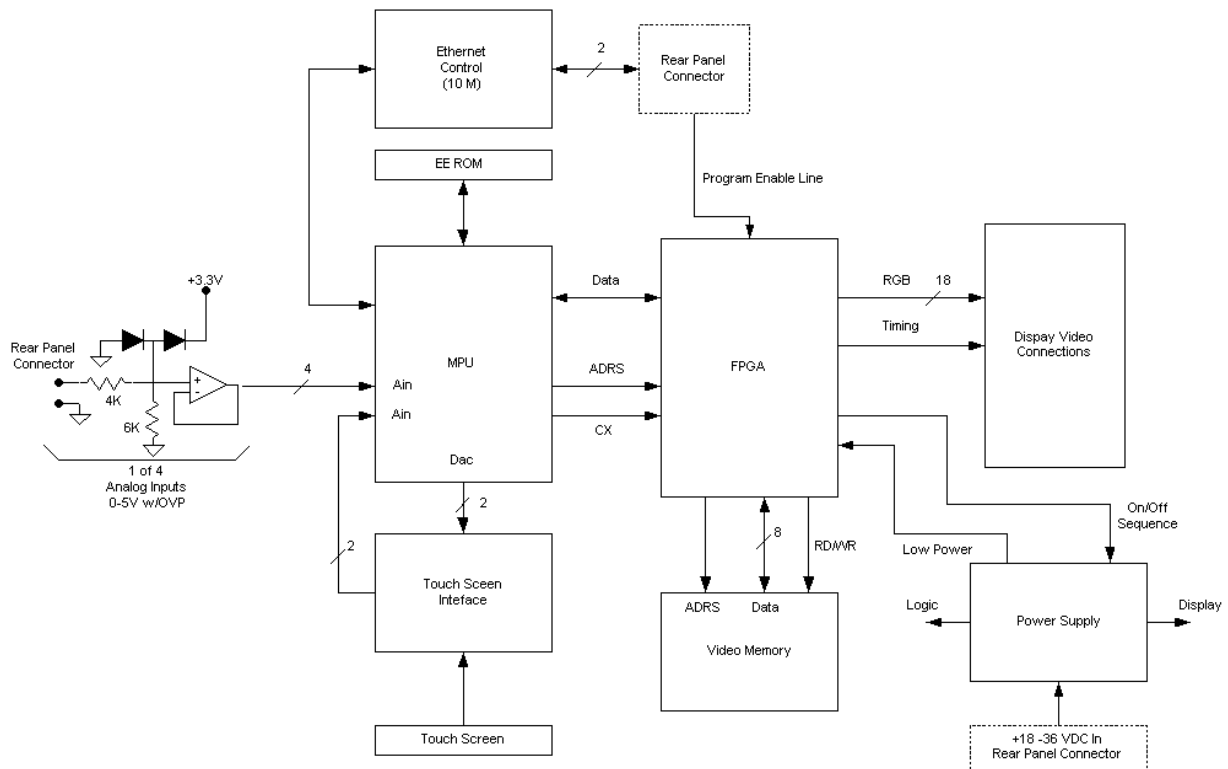 Ethernet
Control
(10 M)
2
Rear Panel
Connector
EE ROM
Program Enable Line
+3.3V
Rear Panel
Connector
4K
6K
+
-
1 of 4
Analog Inputs
0-5V w/OVP
4
Ain
Ain
MPU
Dac
Data
ADRS
CX
FPGA
RGB
18
Timing
Dispay Video
Connections
2
2
Touch Sceen
Inteface
Touch Screen
8
RD/WR
ADRS
Data
Video Memory
Low Power
On/Off
Sequence
Logic
Power Supply
Display
+18 -36 VDC In
Rear Panel Connector